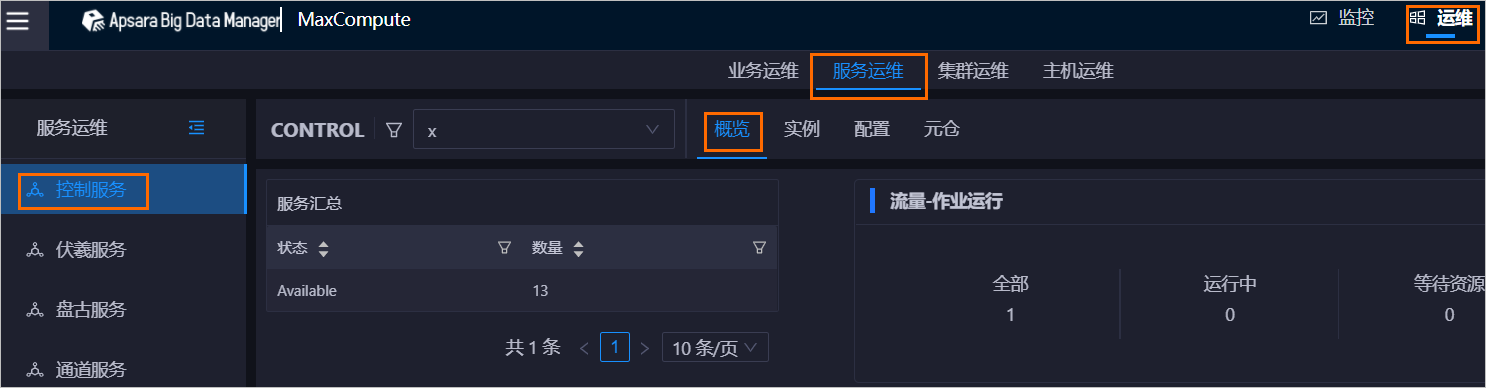 Apsara Big Data Manager MaxCompute 监控 运维
业务运维 服务运维 集群运维 主机运维
服务运维
控制服务
伏羲服务
盘古服务
通道服务
CONTROL x 概览 实例 配置 元仓
服务汇总
状态 数量
Available 13
共 1 条 1 10 条/页
流量-作业运行
全部 运行中 等待资源
1 0 0